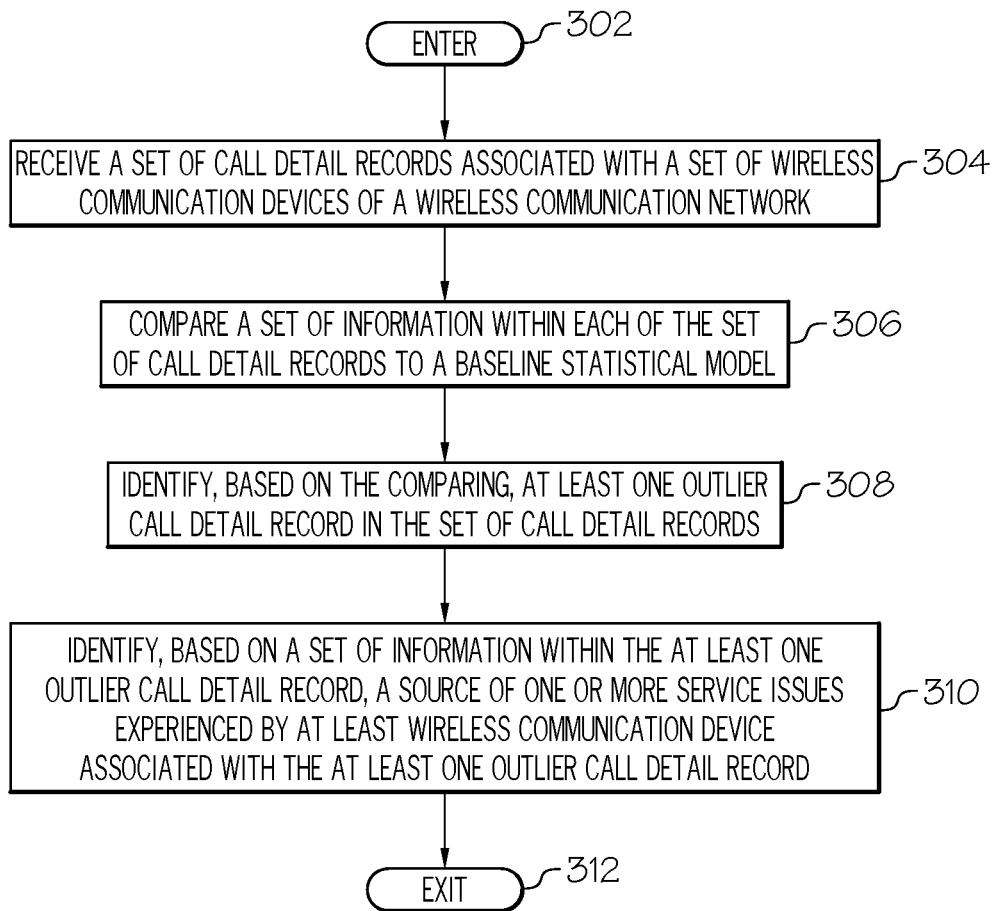 ENTER
302
RECEIVE A SET OF CALL DETAIL RECORDS ASSOCIATED WITH A SET OF WIRELESS
COMMUNICATION DEVICES OF A WIRELESS COMMUNICATION NETWORK
304
COMPARE A SET OF INFORMATION WITHIN EACH OF THE SET
OF CALL DETAIL RECORDS TO A BASELINE STATISTICAL MODEL
306
IDENTIFY, BASED ON THE COMPARING, AT LEAST ONE OUTLIER
CALL DETAIL RECORD IN THE SET OF CALL DETAIL RECORDS
308
IDENTIFY, BASED ON A SET OF INFORMATION WITHIN THE AT LEAST ONE
OUTLIER CALL DETAIL RECORD, A SOURCE OF ONE OR MORE SERVICE ISSUES
EXPERIENCED BY AT LEAST WIRELESS COMMUNICATION DEVICE
ASSOCIATED WITH THE AT LEAST ONE OUTLIER CALL DETAIL RECORD
310
EXIT
312